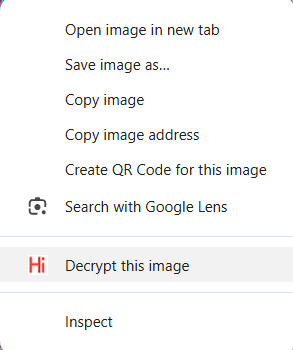 Open image in new tab
Save image as...
Copy image
Copy image address
Create QR Code for this image
Search with Google Lens
Hi Decrypt this image
Inspect